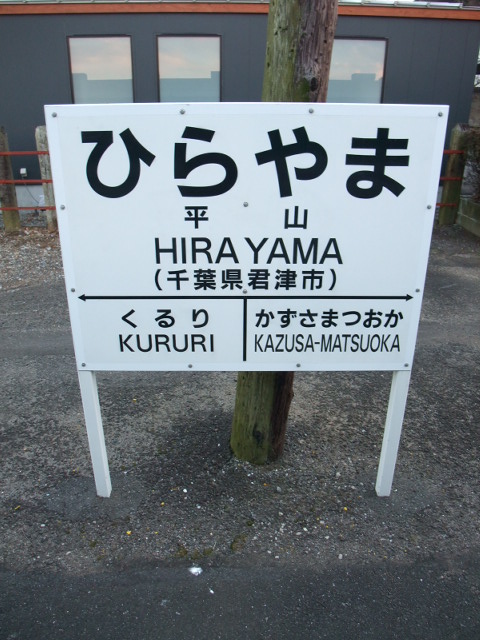 ひらやま
平山
HIRAYAMA
(千葉県君津市)
くるり
KURURI
かずさまつおか
KAZUSA-MATSUOKA